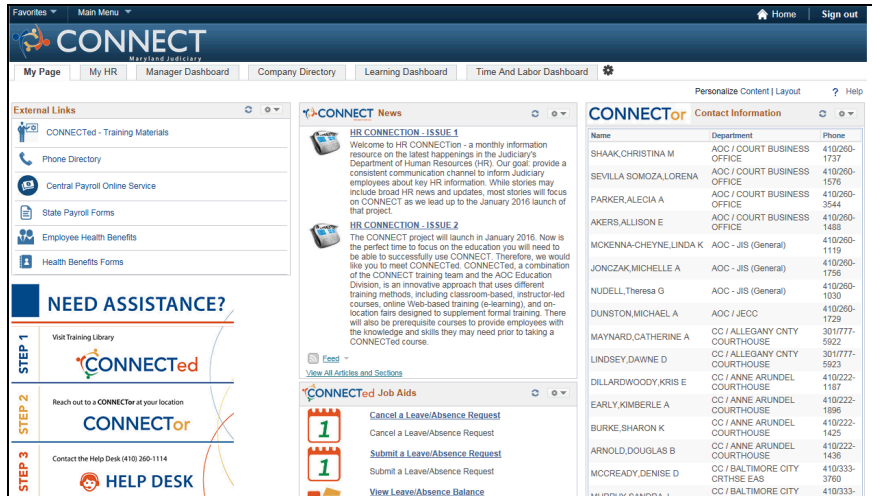 Favorites Main Menu Home Sign out
CONNECT
Maryland Judiciary
My Page My HR Manager Dashboard Company Directory Learning Dashboard Time And Labor Dashboard
Personalize Content | Layout ? Help
External Links
CONNECTed - Training Materials
Phone Directory
Central Payroll Online Service
State Payroll Forms
Employee Health Benefits
Health Benefits Forms
NEED ASSISTANCE?
STEP 1
Visit Training Library
CONNECTed
STEP 2
Reach out to a CONNECTor at your location
CONNECTor
STEP 3
Contact the Help Desk (410) 260-1114
HELP DESK
CONNECT News
HR CONNECTION - ISSUE 1
Welcome to HR CONNECTion - a monthly information
resource on the latest happenings in the Judiciary's
Department of Human Resources (HR). Our goal: provide a
consistent communication channel to inform Judiciary
employees about key HR information. While stories may
include broad HR news and updates, most stories will focus
on CONNECT as we lead up to the January 2016 launch of
that project.
HR CONNECTION - ISSUE 2
The CONNECT project will launch in January 2016. Now is
the perfect time to focus on the education you will need to
be able to successfully use CONNECT. Therefore, we would
like you to meet CONNECTed. CONNECTed, a combination
of the CONNECT training team and the AOC Education
Division, is an innovative approach that uses different
training methods, including classroom-based, instructor-led
courses, online Web-based training (e-learning), and on-
location fairs designed to supplement formal training. There
will also be prerequisite courses to provide employees with
the knowledge and skills they may need prior to taking a
CONNECTed course.
Feed
View All Articles and Sections
CONNECTed Job Aids
1
Cancel a Leave/Absence Request
Cancel a Leave/Absence Request
1
Submit a Leave/Absence Request
Submit a Leave/Absence Request
View Leave/Absence Balance
CONNECTor Contact Information
Name Department Phone
SHAAK,CHRISTINA M AOC / COURT BUSINESS OFFICE 410/260-1737
SEVILLA SOMOZA,LORENA AOC / COURT BUSINESS OFFICE 410/260-1576
PARKER,ALECIA A AOC / COURT BUSINESS OFFICE 410/260-3544
AKERS,ALLISON E AOC / COURT BUSINESS OFFICE 410/260-1488
MCKENNA-CHEYNE,LINDA K AOC - JIS (General) 410/260-1119
JONCZAK,MICHELLE A AOC - JIS (General) 410/260-1756
NUDELL,Theresa G AOC - JIS (General) 410/260-1030
DUNSTON,MICHAEL A AOC / JECC 410/260-1729
MAYNARD,CATHERINE A CC / ALLEGANY CNTY COURTHOUSE 301/777-5922
LINDSEY,DAWNE D CC / ALLEGANY CNTY COURTHOUSE 301/777-5923
DILLARDWOODY,KRIS E CC / ANNE ARUNDEL COURTHOUSE 410/222-1187
EARLY,KIMBERLE A CC / ANNE ARUNDEL COURTHOUSE 410/222-1896
BURKE,SHARON K CC / ANNE ARUNDEL COURTHOUSE 410/222-1425
ARNOLD,DOUGLAS B CC / ANNE ARUNDEL COURTHOUSE 410/222-1436
MCCREADY,DENISE D CC / BALTIMORE CITY CRTHSE EAS 410/333-3760
CC / BALTIMORE CITY 410/333-